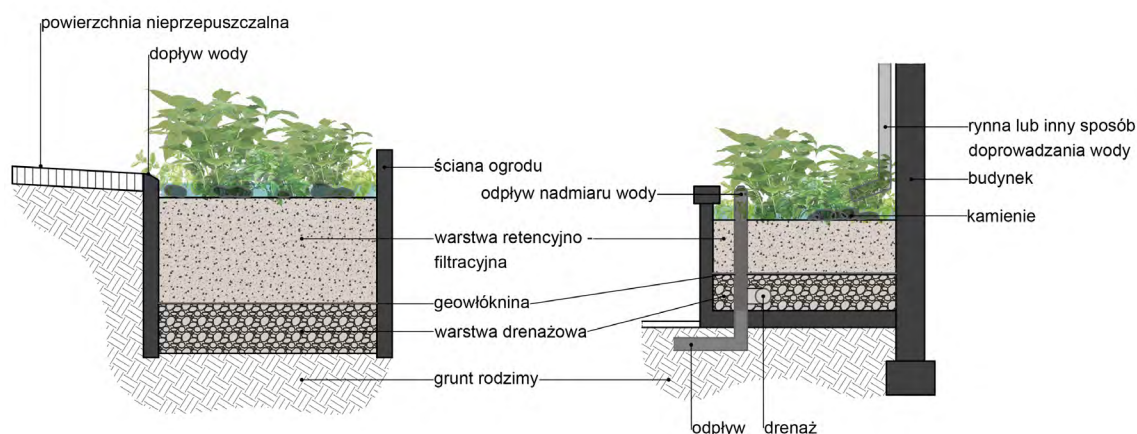 powierzchnia nieprzepuszczalna
dopływ wody
ściana ogrodu
odpływ nadmiaru wody
warstwa retencyjno -
filtracyjna
geowłóknina
warstwa drenażowa
grunt rodzimy
rynna lub inny sposób
doprowadzania wody
budynek
kamienie
odpływ
drenaż